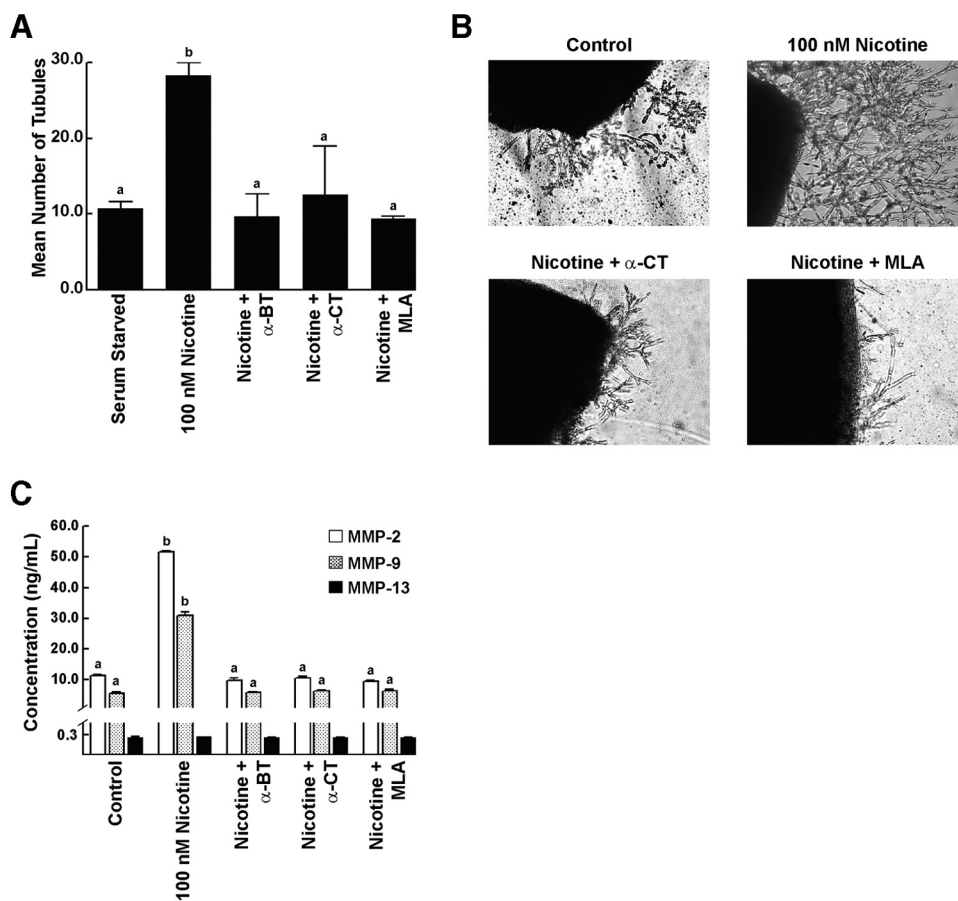 A
Mean Number of Tubules
30.0
20.0
10.0
0.0
a
b
a
a
a
Serum Starved
100 nM Nicotine
Nicotine +
α-BT
Nicotine +
α-CT
Nicotine +
MLA
B
Control
100 nM Nicotine
Nicotine + α-CT
Nicotine + MLA
C
Concentration (ng/mL)
60.0
50.0
40.0
30.0
20.0
10.0
0.3
MMP-2
MMP-9
MMP-13
a
a
b
b
a
a
a
a
a
a
Control
100 nM Nicotine
Nicotine +
α-BT
Nicotine +
α-CT
Nicotine +
MLA